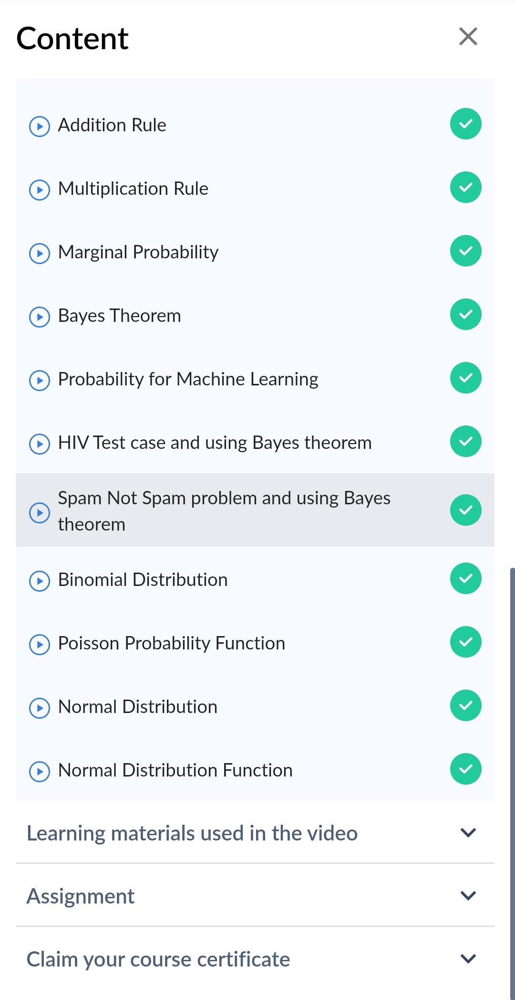 Content
Addition Rule
Multiplication Rule
Marginal Probability
Bayes Theorem
Probability for Machine Learning
HIV Test case and using Bayes theorem
Spam Not Spam problem and using Bayes
theorem
Binomial Distribution
Poisson Probability Function
Normal Distribution
Normal Distribution Function
Learning materials used in the video
Assignment
Claim your course certificate